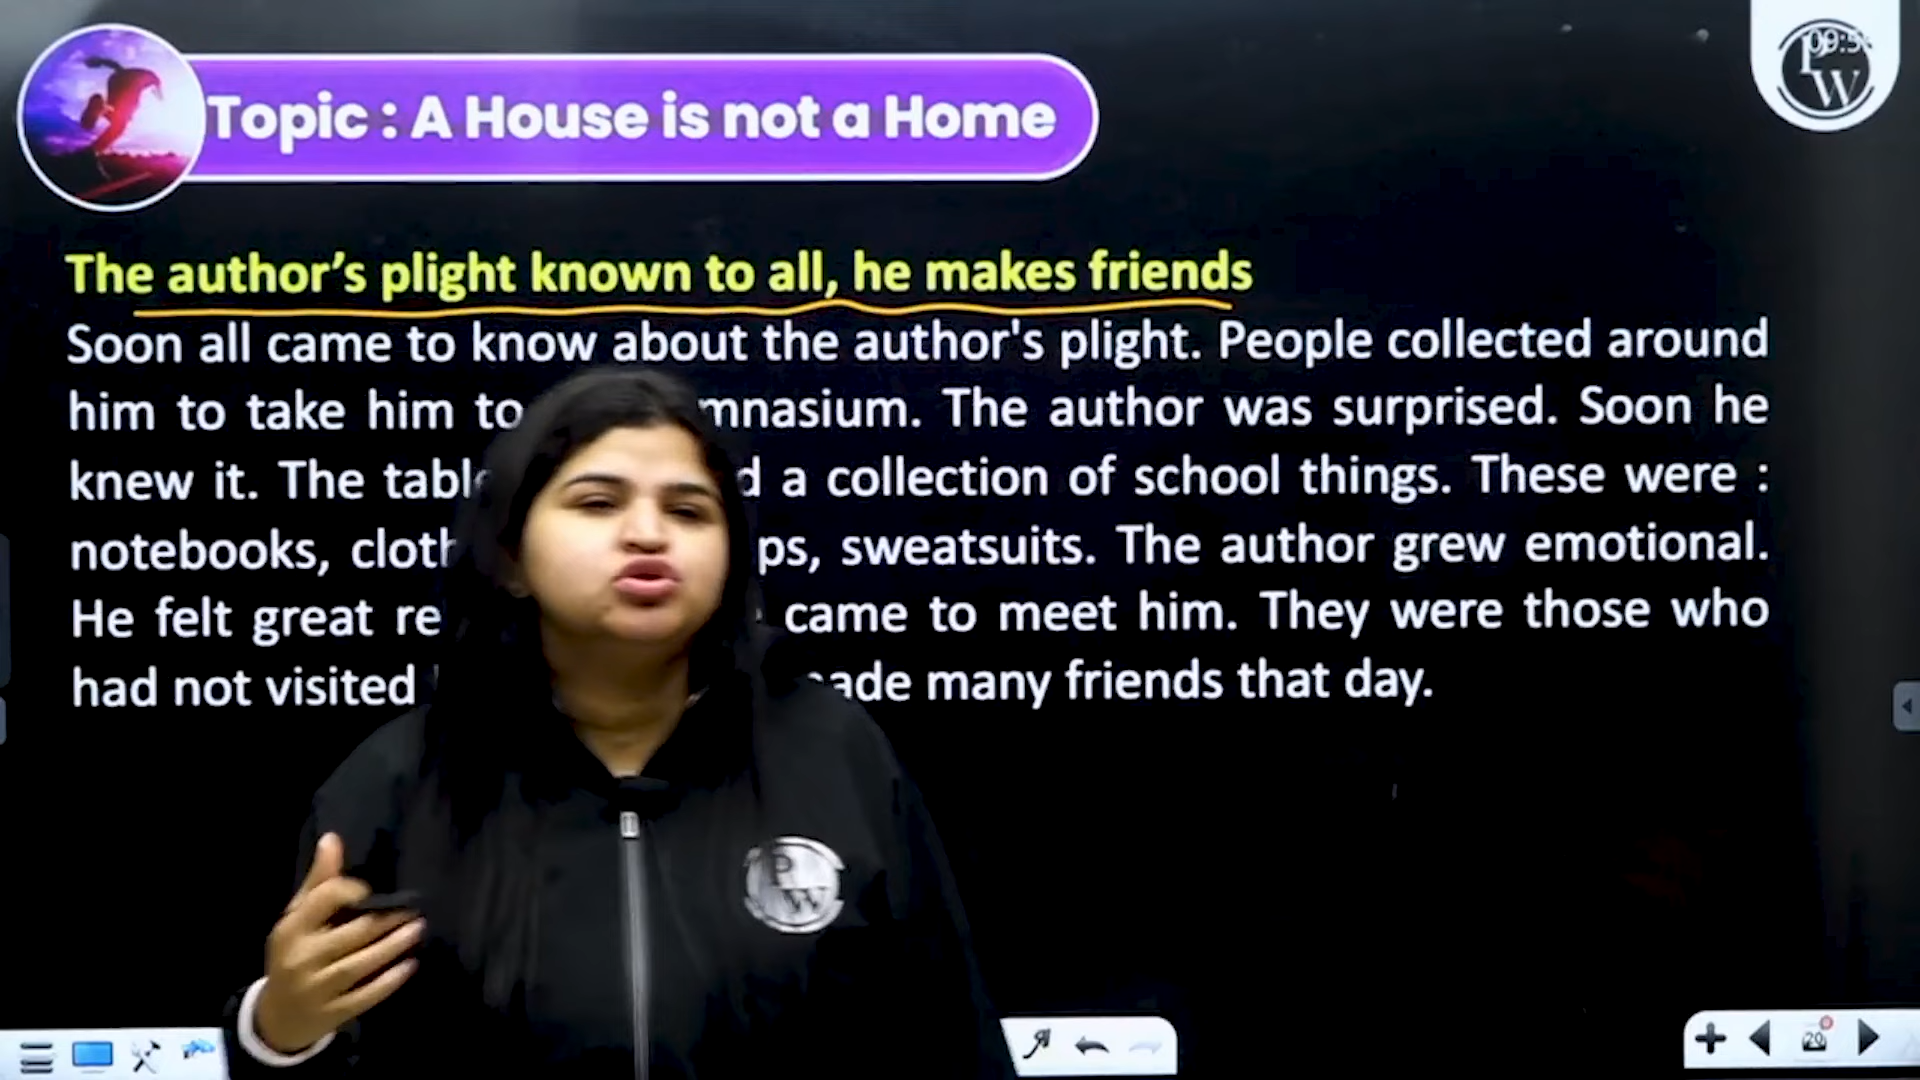 Topic : A House is not a Home
PW
The author's plight known to all, he makes friends
Soon all came to know about the author's plight. People collected around
him to take him to mnasium. The author was surprised. Soon he
knew it. The tabl d a collection of school things. These were :
notebooks, cloth ps, sweatsuits. The author grew emotional.
He felt great re came to meet him. They were those who
had not visited ade many friends that day.
PW
20